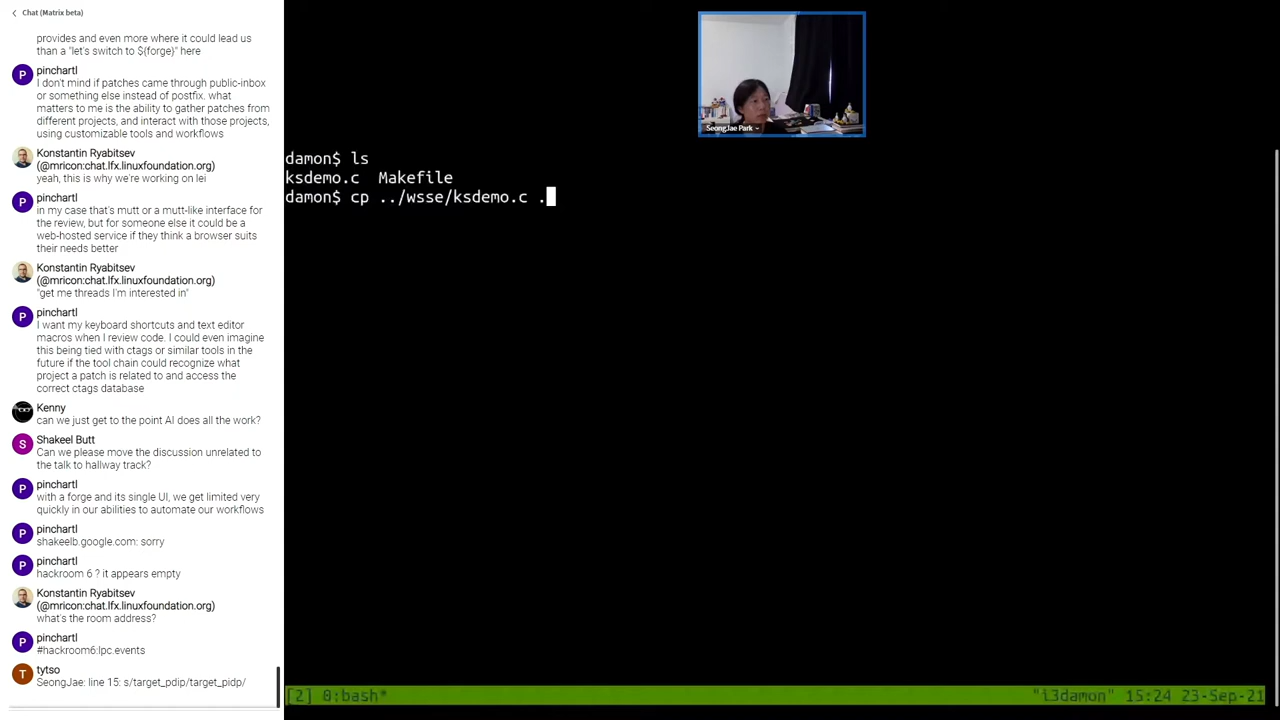 Chat (Matrix beta)
provides and even more where it could lead us
than a "let's switch to ${forge}" here
P
pinchartl
I don't mind if patches came through public-inbox
or something else instead of postfix. what
matters to me is the ability to gather patches from
different projects, and interact with those projects,
using customizable tools and workflows
Konstantin Ryabitsev
(@mricon:chat.lfx.linuxfoundation.org)
yeah, this is why we're working on lei
P
pinchartl
in my case that's mutt or a mutt-like interface for
the review, but for someone else it could be a
web-hosted service if they think a browser suits
their needs better
Konstantin Ryabitsev
(@mricon:chat.lfx.linuxfoundation.org)
"get me threads I'm interested in"
P
pinchartl
I want my keyboard shortcuts and text editor
macros when I review code. I could even imagine
this being tied with ctags or similar tools in the
future if the tool chain could recognize what
project a patch is related to and access the
correct ctags database
Kenny
can we just get to the point AI does all the work?
S
Shakeel Butt
Can we please move the discussion unrelated to
the talk to hallway track?
P
pinchartl
with a forge and its single UI, we get limited very
quickly in our abilities to automate our workflows
P
pinchartl
shakeelb.google.com: sorry
P
pinchartl
hackroom 6 ? it appears empty
Konstantin Ryabitsev
(@mricon:chat.lfx.linuxfoundation.org)
what's the room address?
P
pinchartl
#hackroom6:lpc.events
T
tytso
SeongJae: line 15: s/target_pdip/target_pidp/
SeongJae Park
damon$ ls
ksdemo.c  Makefile
damon$ cp ../wsse/ksdemo.c .
[2] 0:bash*
"i3damon" 15:24 23-Sep-21